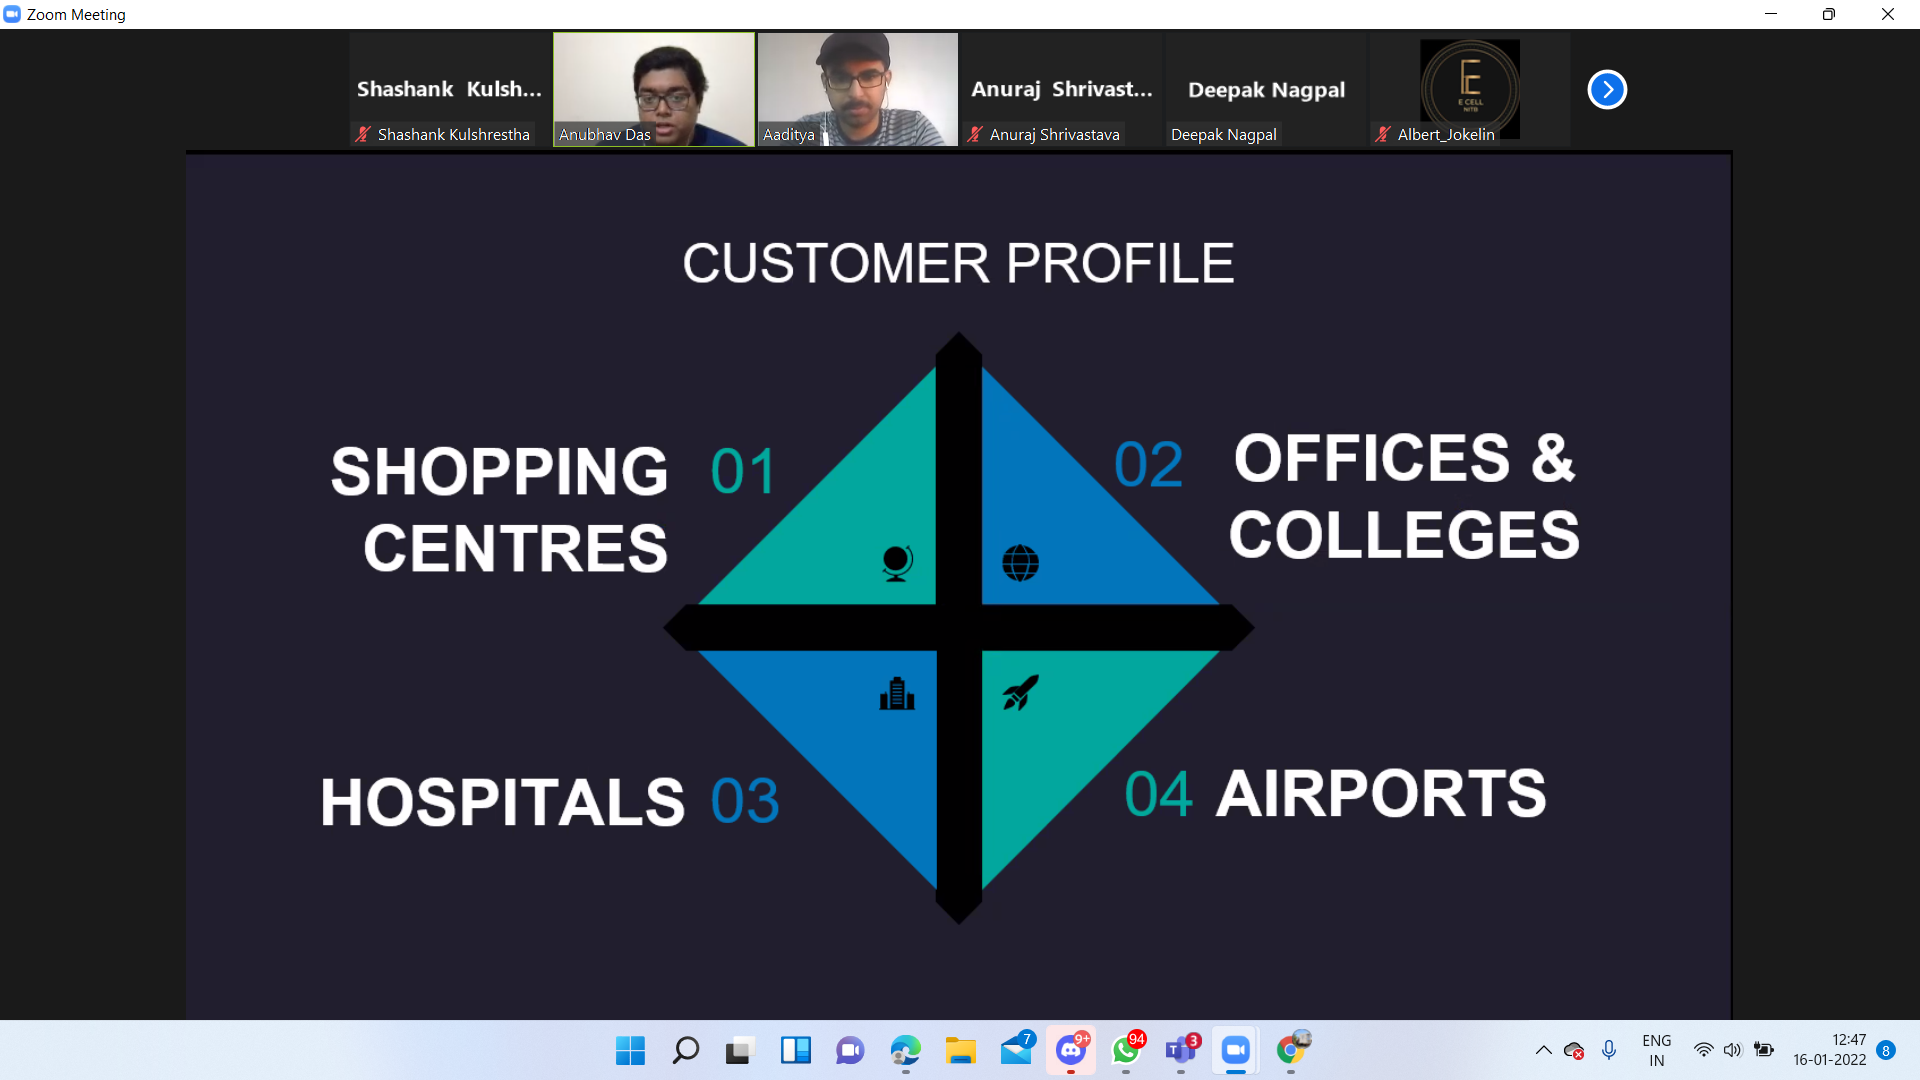 Zoom Meeting
Shashank Kulsh...
Anuraj Shrivast...
Deepak Nagpal
E CELL
NITB
Shashank Kulshrestha
Anubhav Das
Aaditya
Anuraj Shrivastava
Deepak Nagpal
Albert_Jokelin
CUSTOMER PROFILE
SHOPPING
CENTRES
01
02
OFFICES &
COLLEGES
HOSPITALS
03
04
AIRPORTS
7
9+
94
3
ENG
IN
12:47
16-01-2022
8